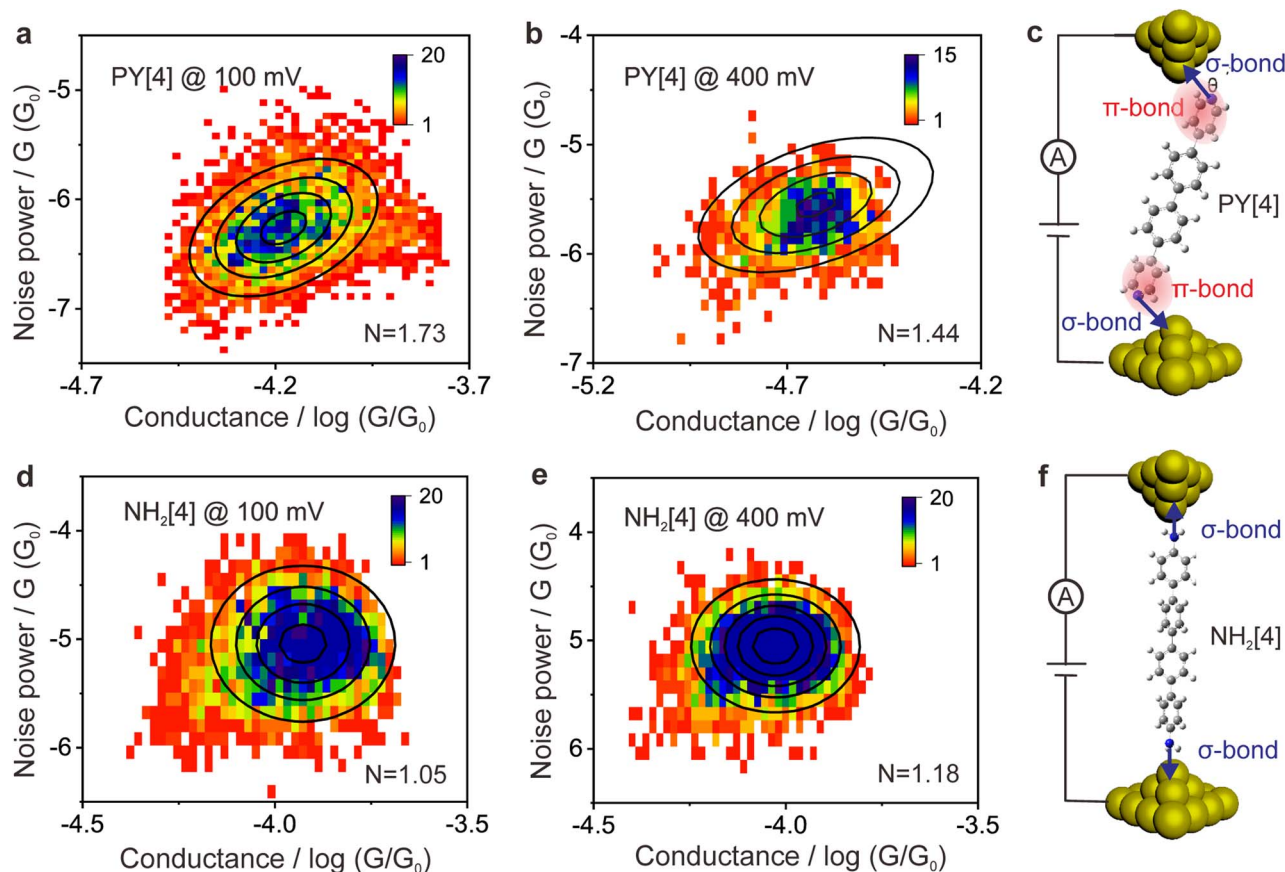 a
PY[4] @ 100 mV
20
1
N=1.73
-5
-6
-7
-4.7
-4.2
-3.7
Noise power / G (G₀)
Conductance / log (G/G₀)
b
PY[4] @ 400 mV
15
1
N=1.44
-4
-5
-6
-7
-5.2
-4.7
-4.2
Noise power / G (G₀)
Conductance / log (G/G₀)
c
σ-bond
θ
π-bond
A
PY[4]
π-bond
σ-bond
d
NH₂[4] @ 100 mV
20
1
N=1.05
-4
-5
-6
-4.5
-4.0
-3.5
Noise power / G (G₀)
Conductance / log (G/G₀)
e
NH₂[4] @ 400 mV
20
1
N=1.18
4
5
6
-4.5
-4.0
-3.5
Noise power / G (G₀)
Conductance / log (G/G₀)
f
σ-bond
A
NH₂[4]
σ-bond